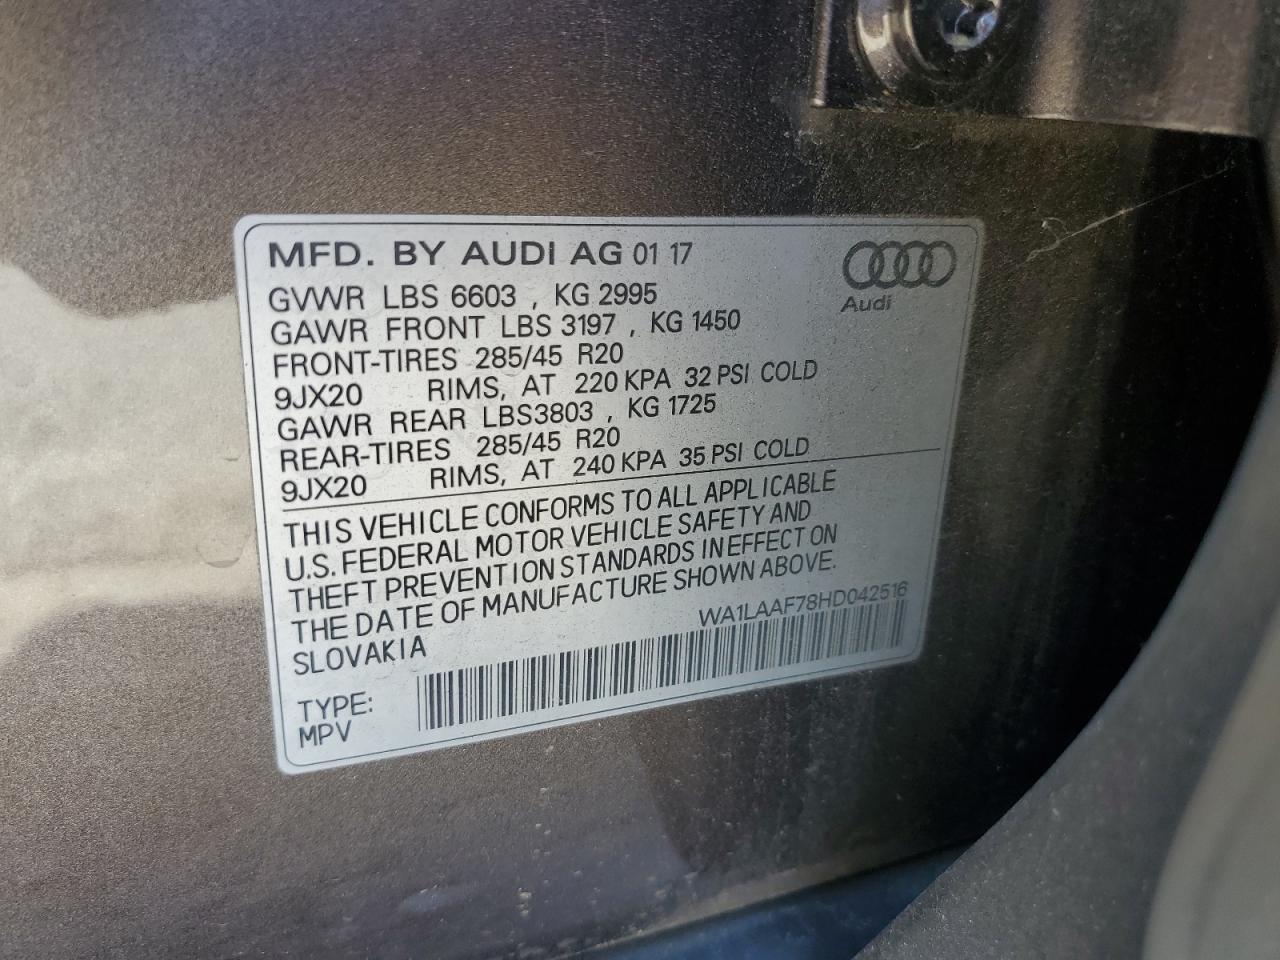 MFD. BY AUDI AG 01 17
Audi
GVWR LBS 6603 , KG 2995
GAWR FRONT LBS 3197 , KG 1450
FRONT-TIRES 285/45 R20
9JX20 RIMS, AT 220 KPA 32 PSI COLD
GAWR REAR LBS3803 , KG 1725
REAR-TIRES 285/45 R20
9JX20 RIMS, AT 240 KPA 35 PSI COLD
THIS VEHICLE CONFORMS TO ALL APPLICABLE
U.S. FEDERAL MOTOR VEHICLE SAFETY AND
THEFT PREVENTION STANDARDS IN EFFECT ON
THE DATE OF MANUFACTURE SHOWN ABOVE.
SLOVAKIA WA1LAAF78HD042516
TYPE:
MPV